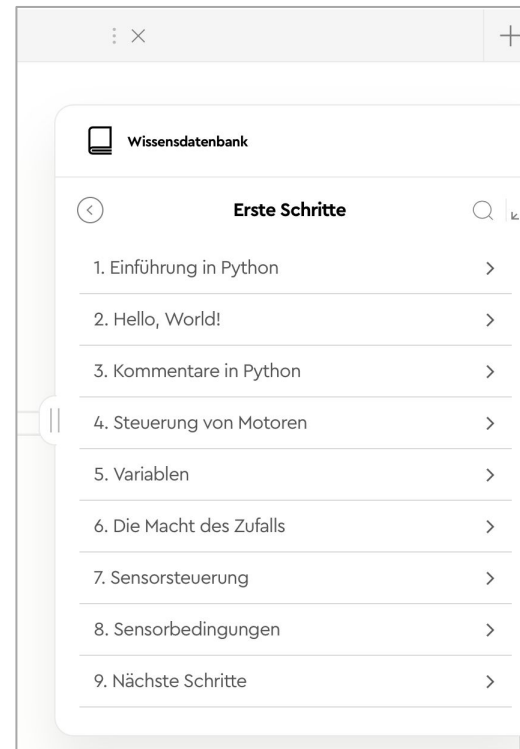 Wissensdatenbank
Erste Schritte
1. Einführung in Python
2. Hello, World!
3. Kommentare in Python
4. Steuerung von Motoren
5. Variablen
6. Die Macht des Zufalls
7. Sensorsteuerung
8. Sensorbedingungen
9. Nächste Schritte